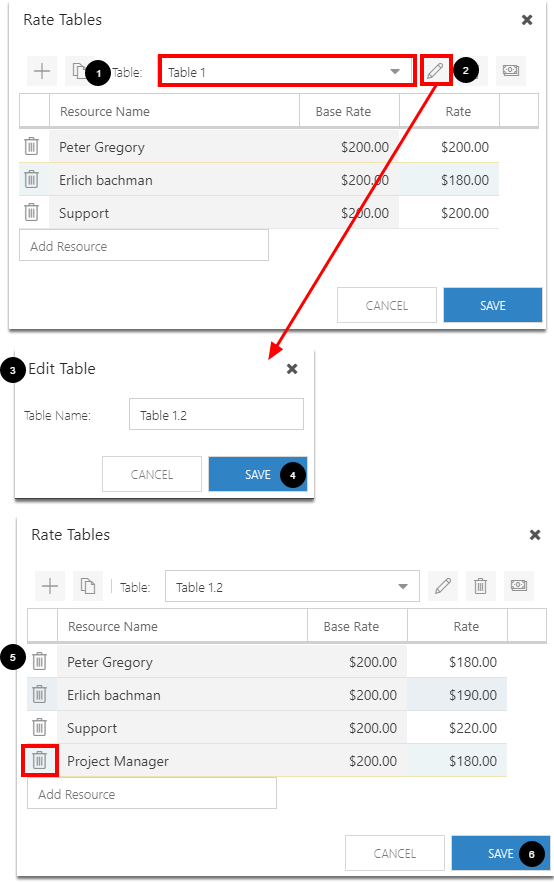 Rate Tables
1 Table: Table 1 2
Resource Name Base Rate Rate
Peter Gregory $200.00 $200.00
Erlich bachman $200.00 $180.00
Support $200.00 $200.00
Add Resource
CANCEL SAVE
3 Edit Table
Table Name: Table 1.2
CANCEL SAVE 4
Rate Tables
Table: Table 1.2
Resource Name Base Rate Rate
5 Peter Gregory $200.00 $180.00
Erlich bachman $200.00 $190.00
Support $200.00 $220.00
Project Manager $200.00 $180.00
Add Resource
CANCEL SAVE 6